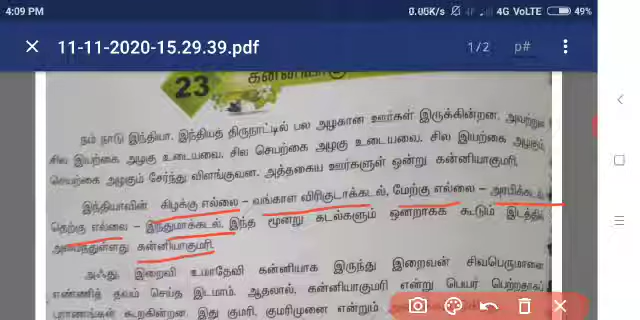 4:09 PM 0.05K/s 4G VoLTE 49%
11-11-2020-15.29.39.pdf 1/2 p#
23
நம் நாடு இந்தியா. இந்தியத் திருநாட்டில் பல அழகான ஊர்கள் இருக்கின்றன. அவற்றுள்
சில இயற்கை அழகு உடையவை. சில செயற்கை அழகு உடையவை. சில இயற்கை அழகும்
செயற்கை அழகும் சேர்ந்து விளங்குவன. அத்தகைய ஊர்களுள் ஒன்று கன்னியாகுமரி.
இந்தியாவின் கிழக்கு எல்லை – வங்காள விரிகுடாக்கடல், மேற்கு எல்லை – அரபிக்கடல்
தெற்கு எல்லை – இந்துமாக்கடல். இந்த மூன்று கடல்களும் ஒன்றாகக் கூடும் இடத்தில்
அமைந்துள்ளது கன்னியாகுமரி.
அஃது இறைவி உமாதேவி கன்னியாக இருந்து இறைவன் சிவபெருமானை
எண்ணித் தவம் செய்த இடமாம். ஆதலால், கன்னியாகுமரி என்று பெயர் பெற்றதாகப்
புராணங்கள் கூறுகின்றன. இது குமரி, குமரிமுனை என்றும்